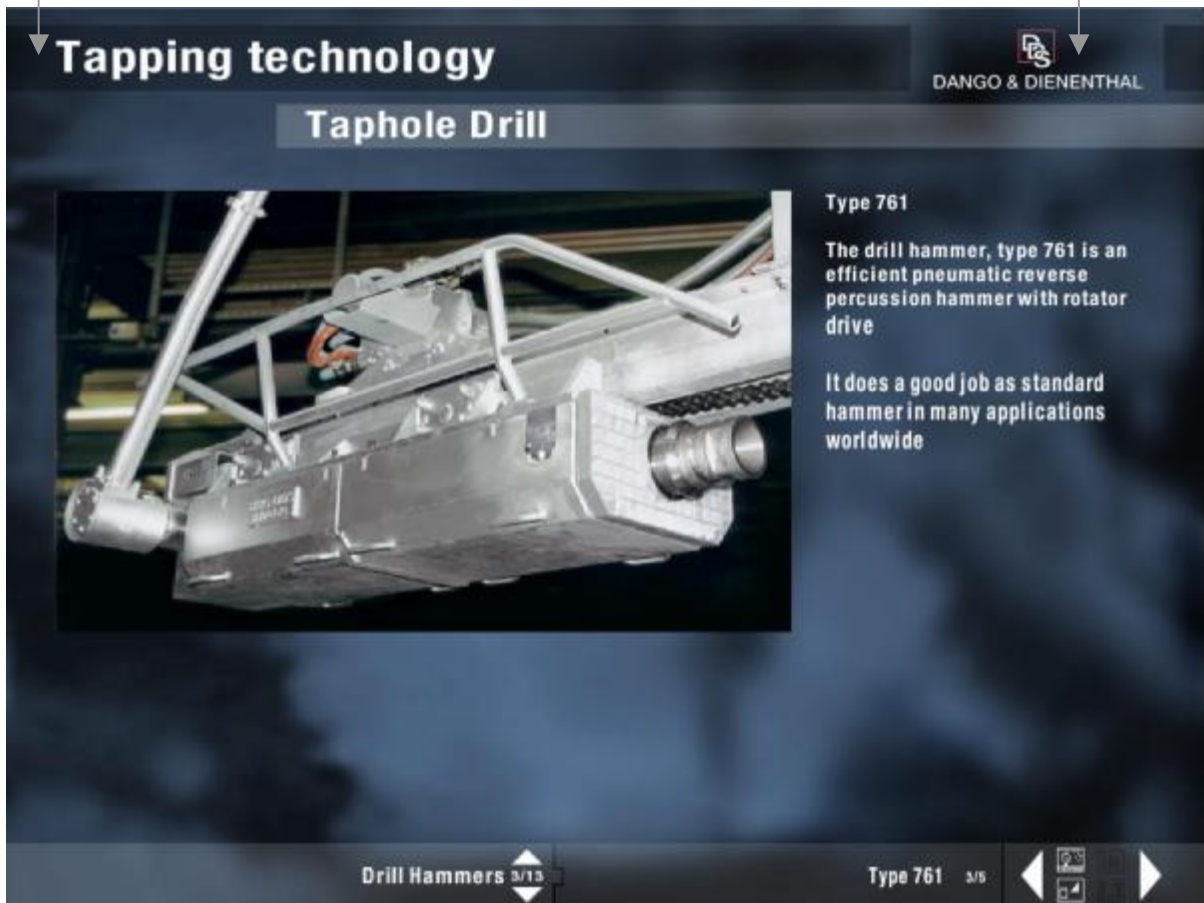 Tapping technology
DDS
DANGO & DIENENTHAL
Taphole Drill
Type 761
The drill hammer, type 761 is an
efficient pneumatic reverse
percussion hammer with rotator
drive
It does a good job as standard
hammer in many applications
worldwide
Drill Hammers 3/13
Type 761 3/5